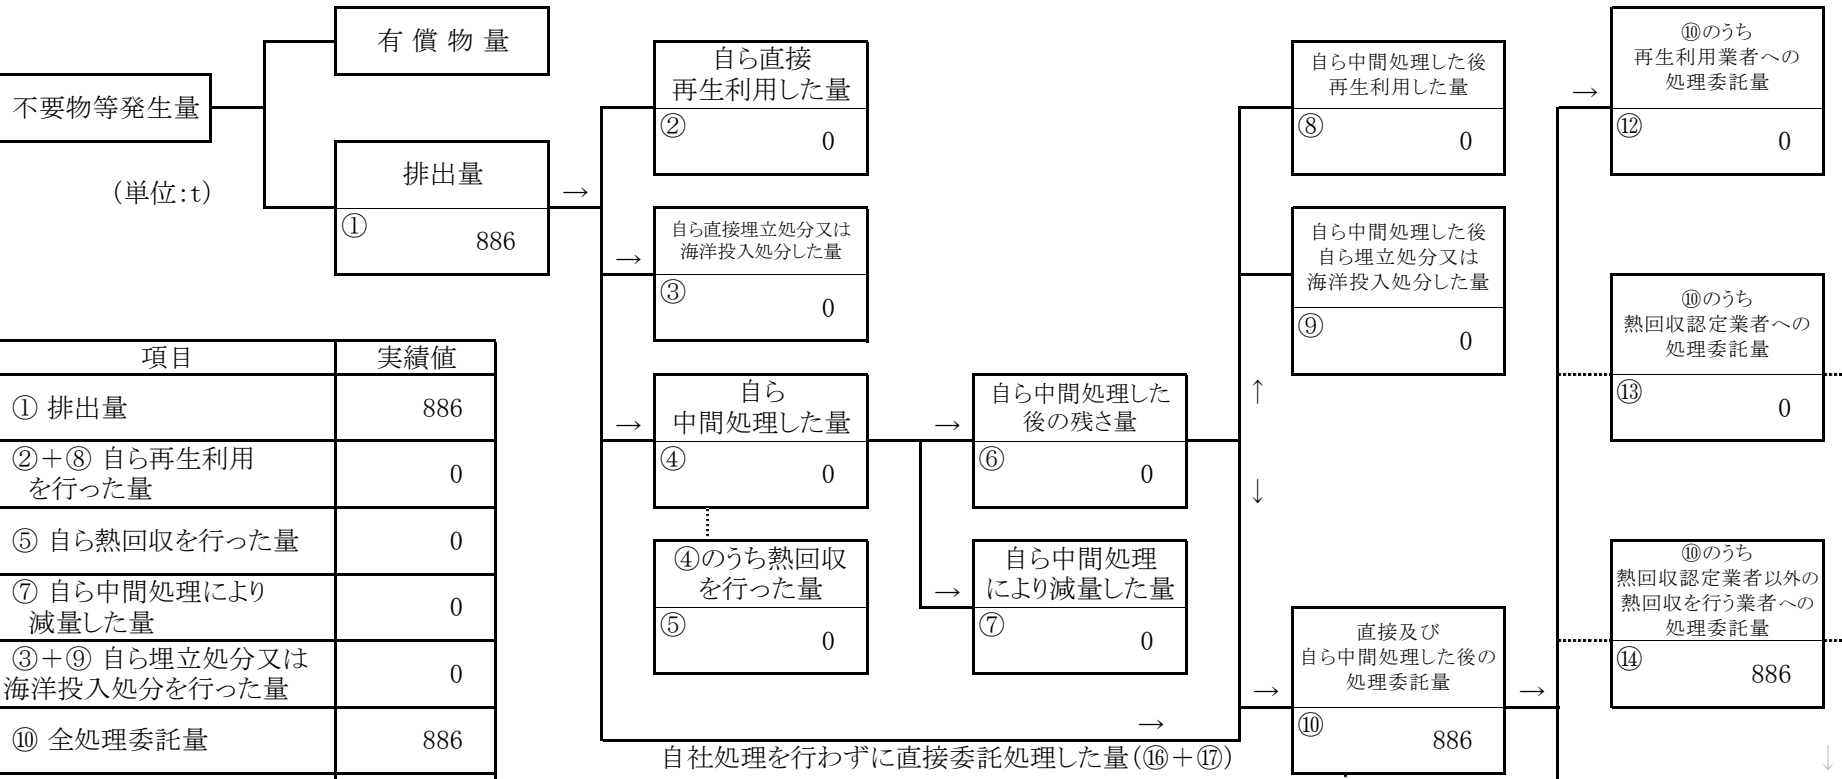 不要物等発生量
(単位:t)
有 償 物 量
排出量
①
886
→
自ら直接
再生利用した量
②
0
→
自ら直接埋立処分又は
海洋投入処分した量
③
0
→
自ら
中間処理した量
④
0
④のうち熱回収
を行った量
⑤
0
→
自ら中間処理した
後の残さ量
⑥
0
→
自ら中間処理
により減量した量
⑦
0
→
自社処理を行わずに直接委託処理した量(⑯+⑰)
↑
↓
自ら中間処理した後
再生利用した量
⑧
0
自ら中間処理した後
自ら埋立処分又は
海洋投入処分した量
⑨
0
→
直接及び
自ら中間処理した後の
処理委託量
⑩
886
→
→
⑩のうち
再生利用業者への
処理委託量
⑫
0
⑩のうち
熱回収認定業者への
処理委託量
⑬
0
⑩のうち
熱回収認定業者以外の
熱回収を行う業者への
処理委託量
⑭
886
↓
項目 実績値
① 排出量 886
②+⑧ 自ら再生利用
を行った量 0
⑤ 自ら熱回収を行った量 0
⑦ 自ら中間処理により
減量した量 0
③+⑨ 自ら埋立処分又は
海洋投入処分を行った量 0
⑩ 全処理委託量 886